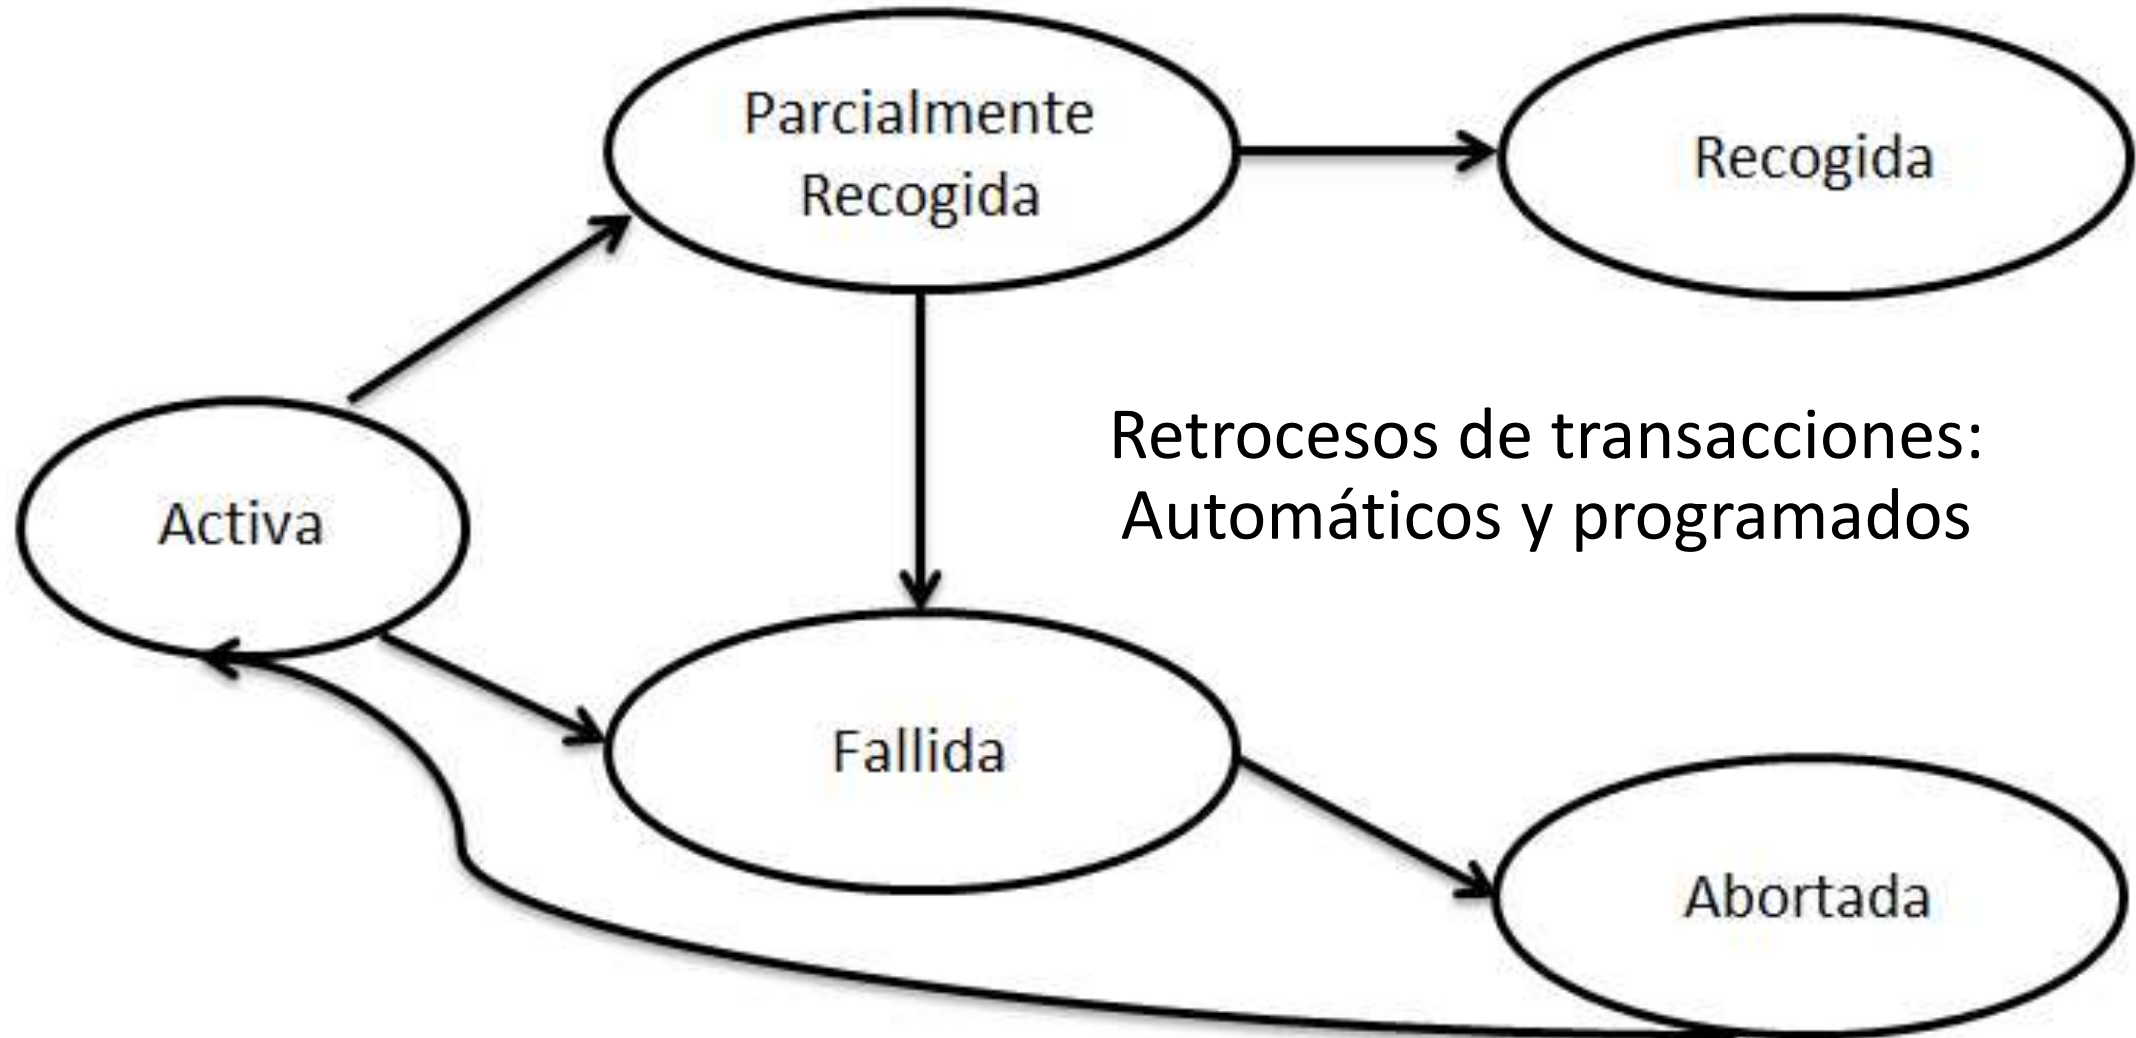 Parcialmente
Recogida
Recogida
Retrocesos de transacciones:
Automáticos y programados
Activa
Fallida
Abortada